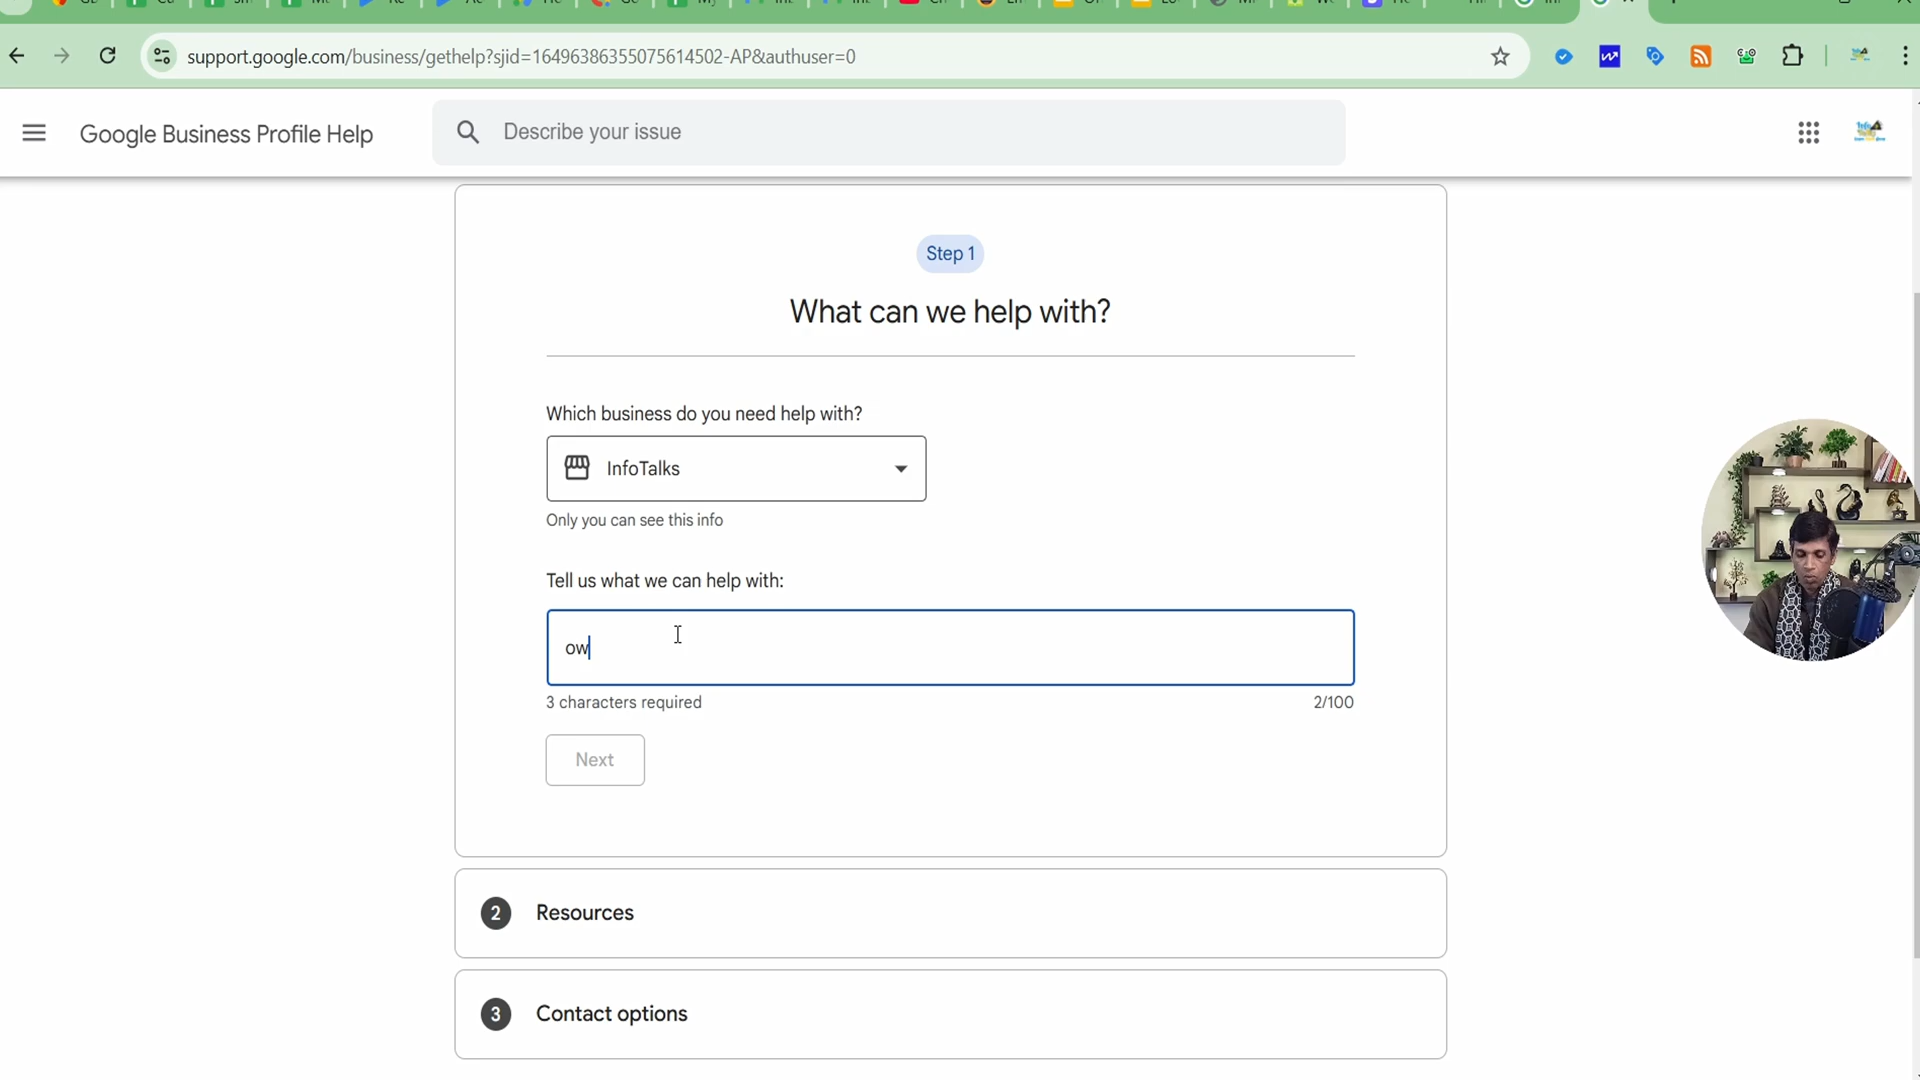 support.google.com/business/gethelp?sjid=16496386355075614502-AP&authuser=0
Google Business Profile Help
Describe your issue
Step 1
What can we help with?
Which business do you need help with?
InfoTalks
Only you can see this info
Tell us what we can help with:
ow
3 characters required
2/100
Next
2 Resources
3 Contact options